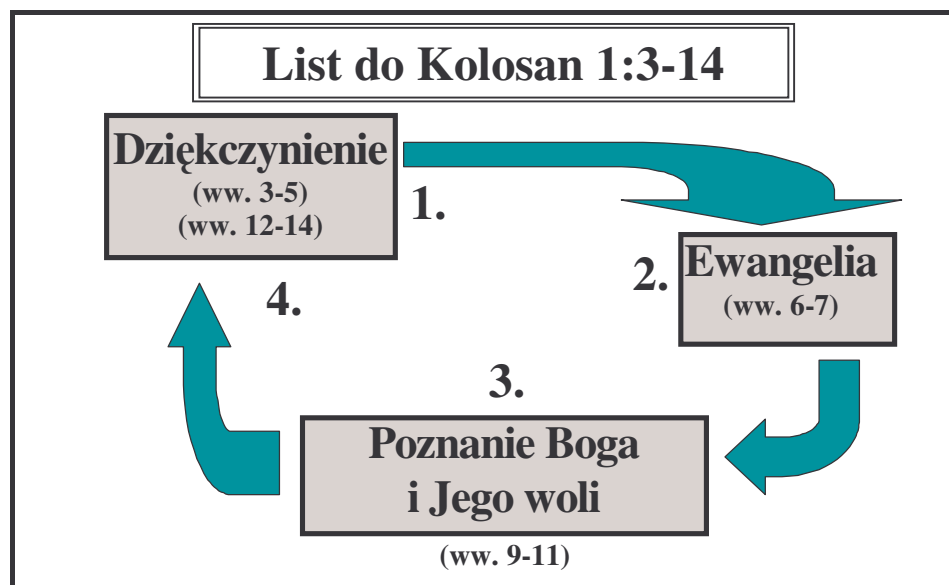 List do Kolosan 1:3-14
Dziękczynienie
(ww. 3-5)
(ww. 12-14)
1.
2.
Ewangelia
(ww. 6-7)
3.
Poznanie Boga
i Jego woli
(ww. 9-11)
4.